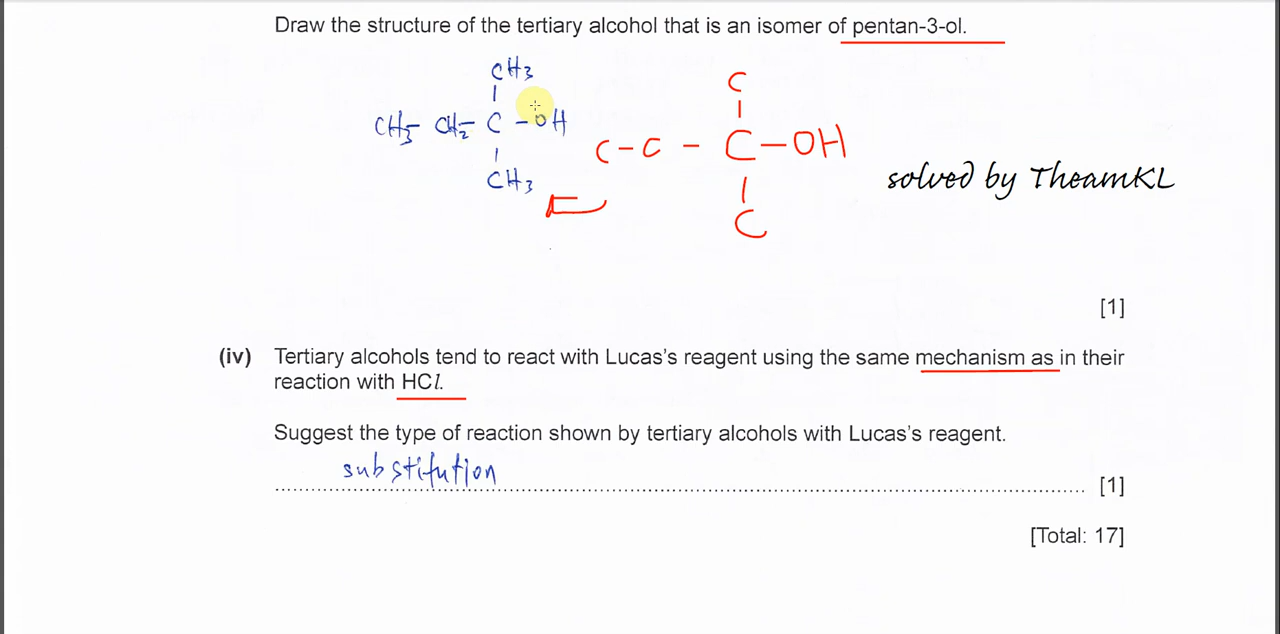 Draw the structure of the tertiary alcohol that is an isomer of pentan-3-ol.
CH3
CH3 – CH2 – C – OH
CH3
C
C – C – C – OH
C
solved by TheamKL
[1]
(iv) Tertiary alcohols tend to react with Lucas's reagent using the same mechanism as in their
reaction with HCl.
Suggest the type of reaction shown by tertiary alcohols with Lucas's reagent.
substitution
[1]
[Total: 17]